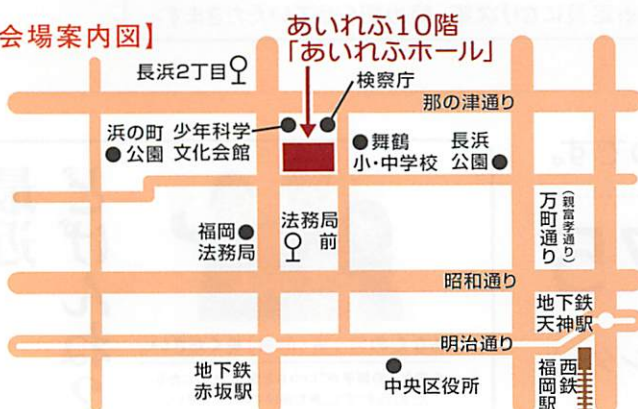 会場案内図】
あいれふ10階
「あいれふホール」
長浜2丁目
検察庁
那の津通り
浜の町
公園
少年科学
文化会館
舞鶴
小・中学校
長浜
公園
(親富孝通り)
万町通り
福岡
法務局
法務局
前
昭和通り
地下鉄
天神駅
明治通り
地下鉄
赤坂駅
中央区役所
西鉄
福岡駅